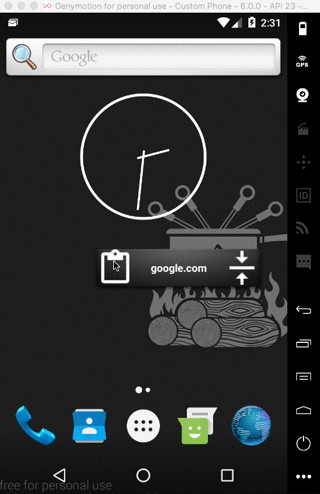 Genymotion for personal use - Custom Phone - 6.0.0 - API 23 -
2:31
Google
GPS
ID
google.com
free for personal use